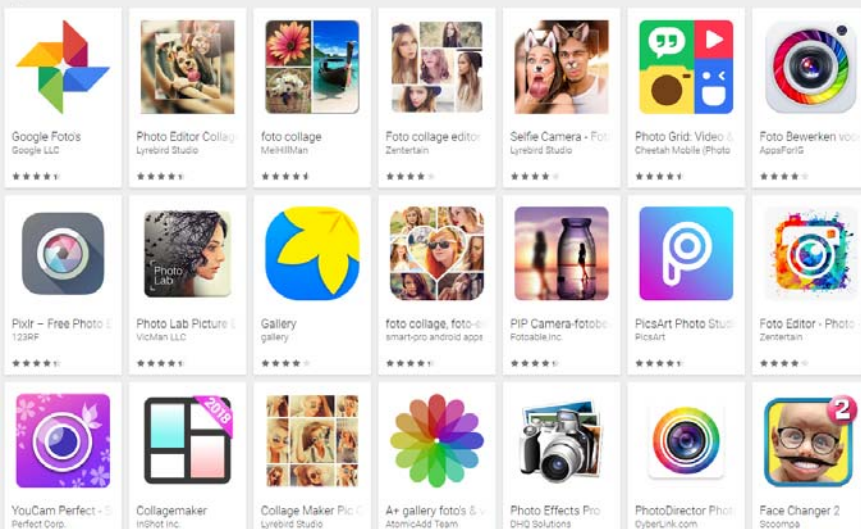 Google Foto's
Google LLC
Photo Editor Collag
Lyrebird Studio
foto collage
MeiHillMan
Foto collage editor
Zentertain
Selfie Camera - Fot
Lyrebird Studio
Photo Grid: Video &
Cheetah Mobile (Photo
Foto Bewerken voo
AppsForIG
Photo
Lab
Pixlr – Free Photo E
123RF
Photo Lab Picture
VicMan LLC
Gallery
gallery
foto collage, foto-e
smart-pro android apps
PIP Camera-fotobe
Fotoable,Inc.
PicsArt Photo Stud
PicsArt
Foto Editor - Photo
Zentertain
2018
2
YouCam Perfect - S
Perfect Corp.
Collagemaker
InShot Inc.
Collage Maker Pic G
Lyrebird Studio
A+ gallery foto's & v
AtomicAdd Team
Photo Effects Pro
DHQ Solutions
PhotoDirector Phot
CyberLink.com
Face Changer 2
Scoompa